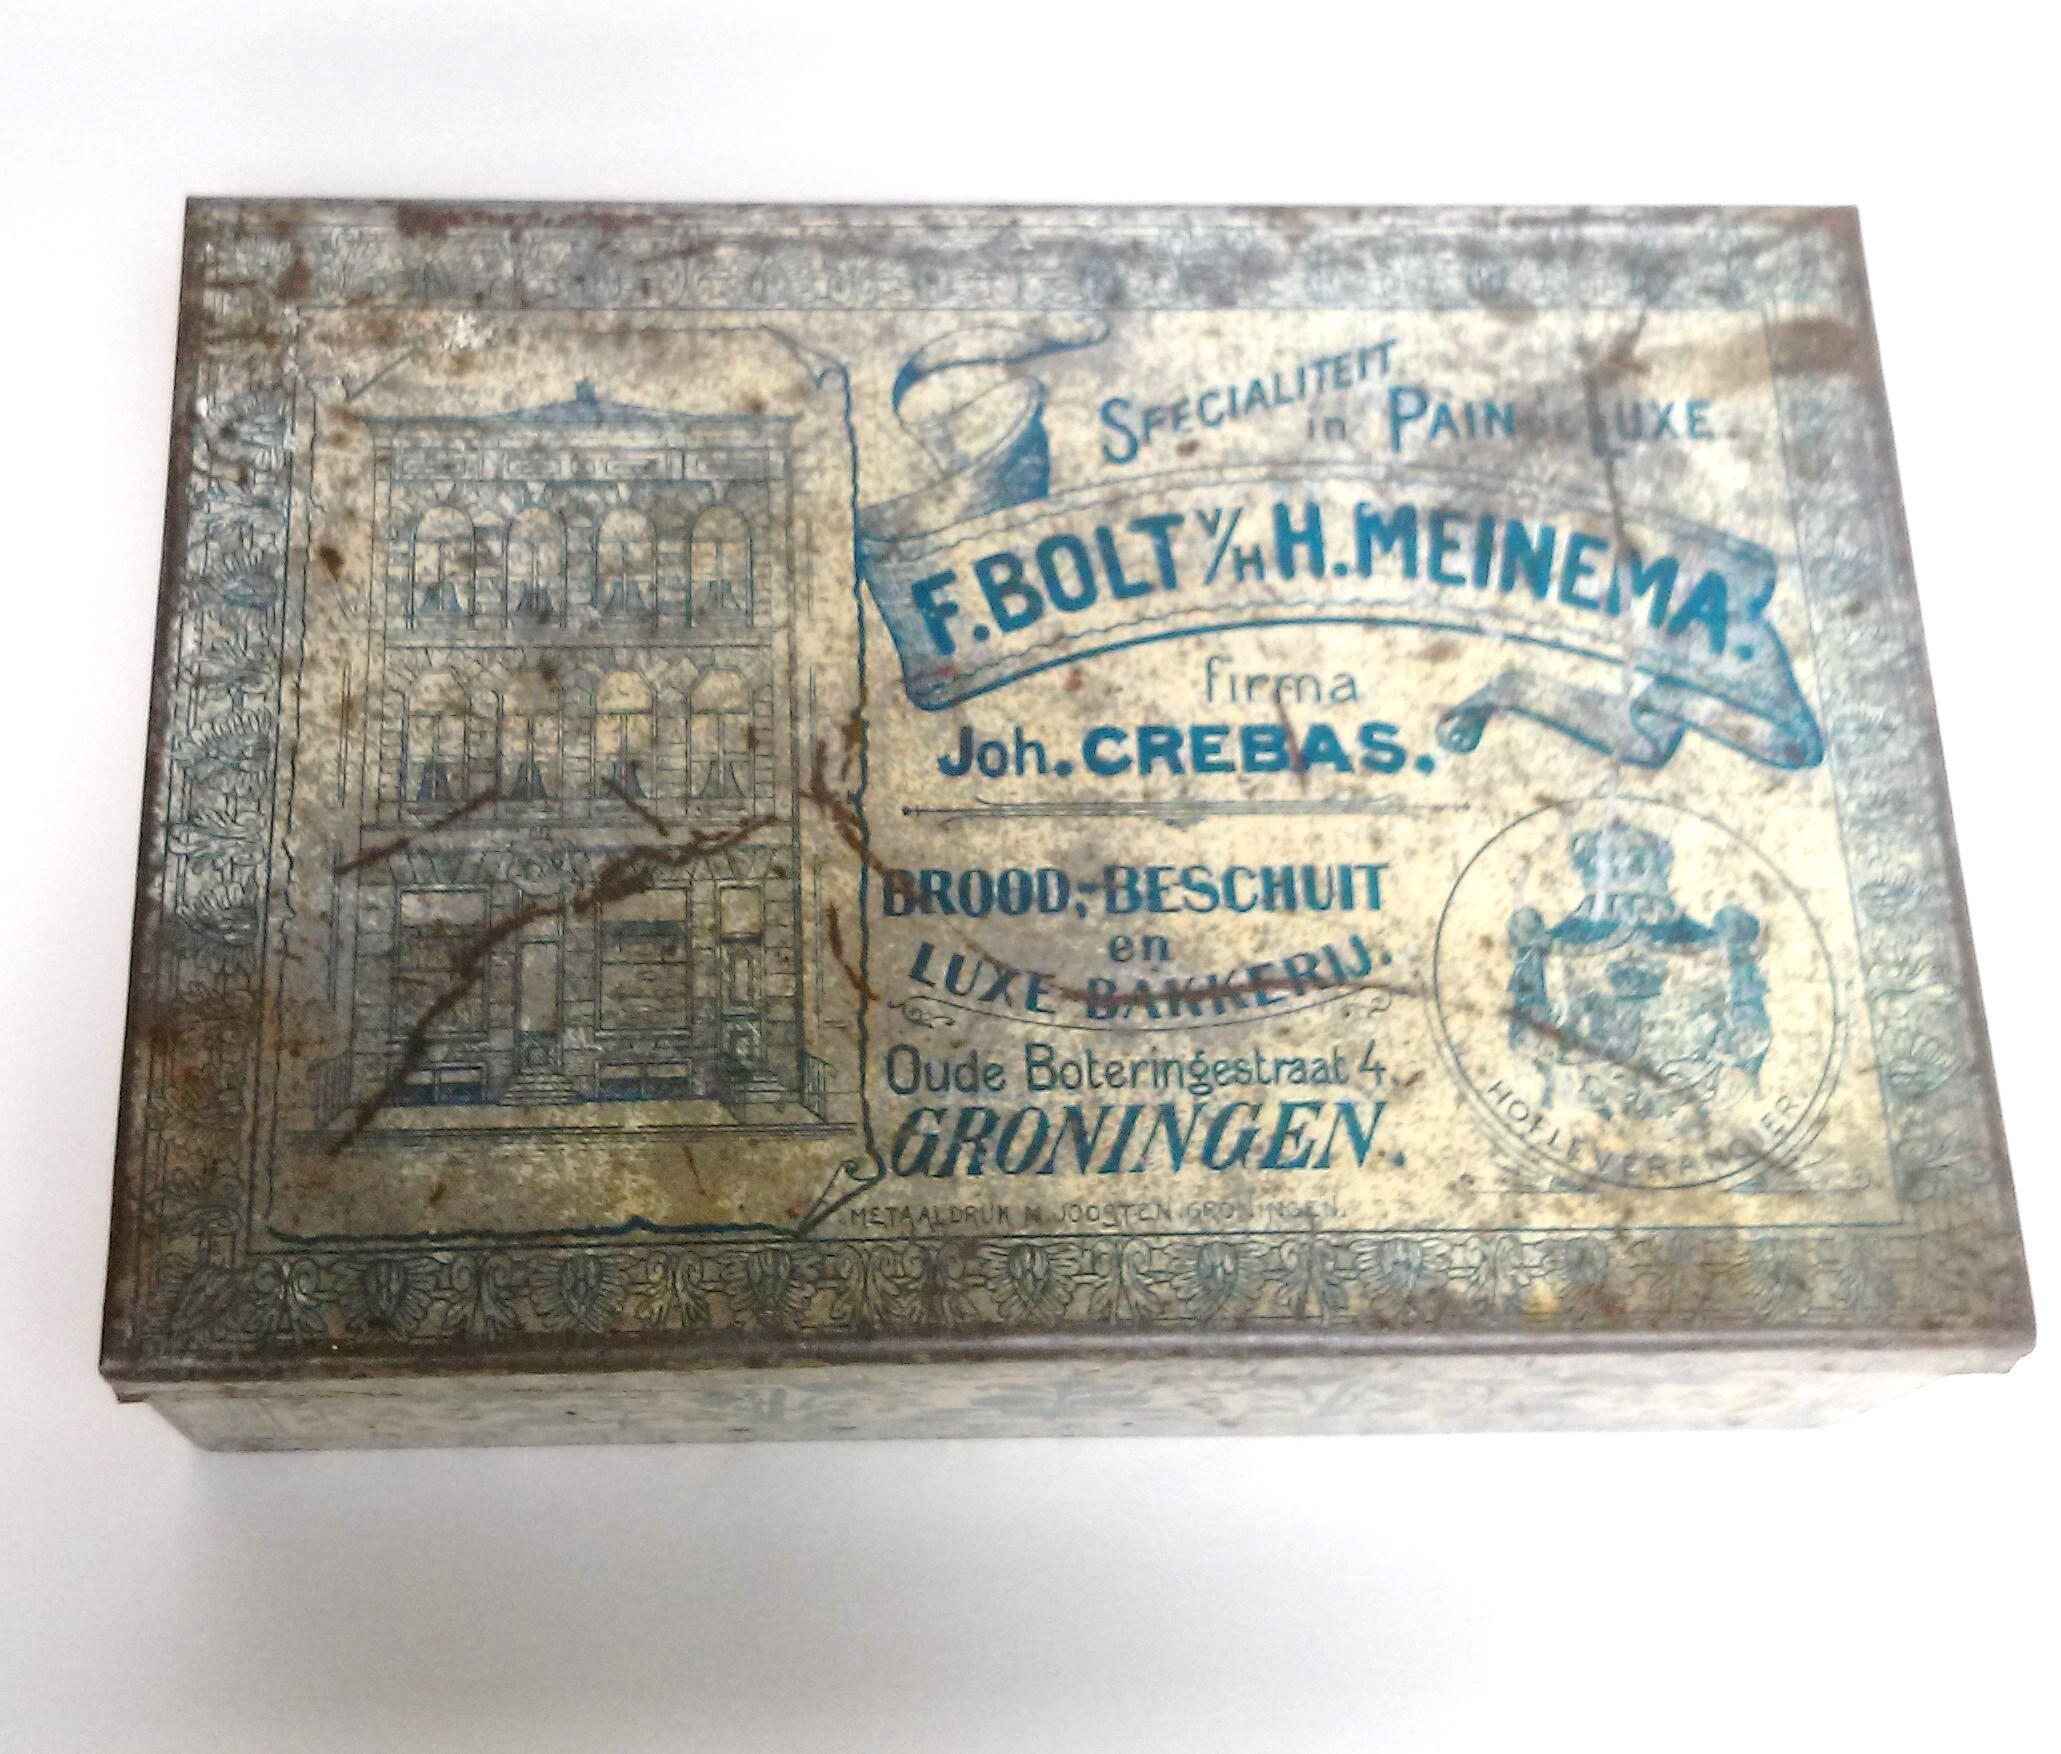 SPECIALITEIT
in PAIN DE LUXE
F. BOLT V/H H. MEINEMA.
firma
Joh. CREBAS.
BROOD,-BESCHUIT
en
LUXE BAKKERIJ.
Oude Boteringestraat 4.
GRONINGEN.
HOFLEVERANCIER.
METAALDRUK N. JOOSTEN. GRONINGEN.